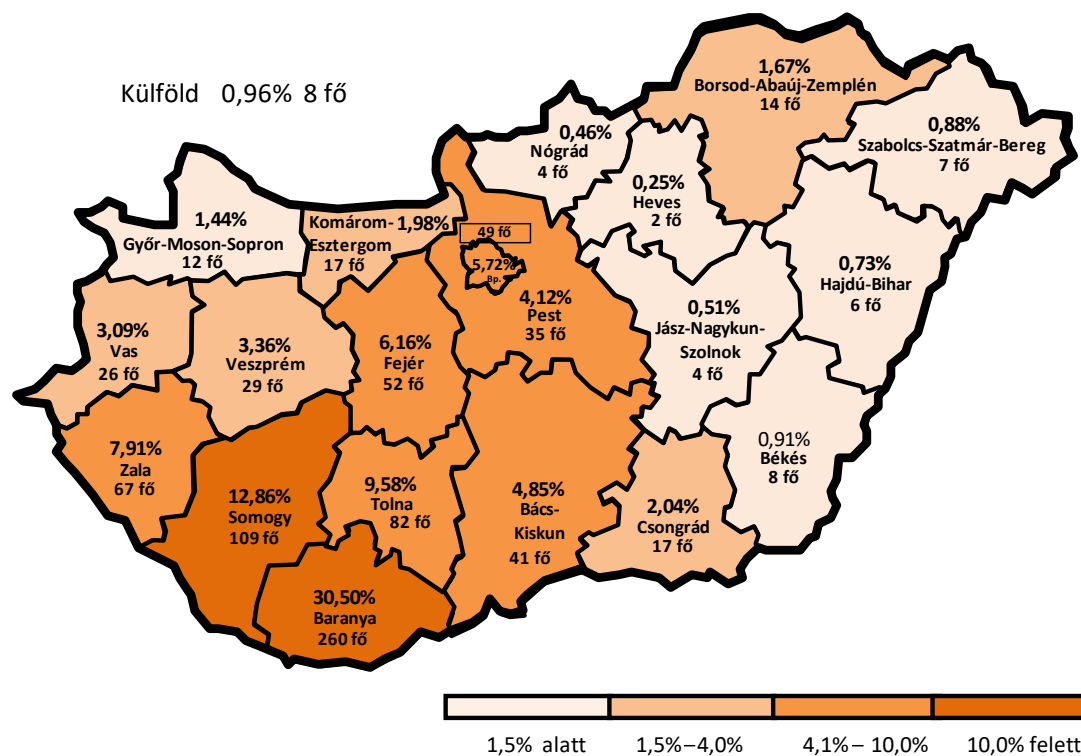 Külföld 0,96% 8 fő
1,67%
Borsod-Abaúj-Zemplén
14 fő
0,46%
Nógrád
4 fő
0,88%
Szabolcs-Szatmár-Bereg
7 fő
0,25%
Heves
2 fő
1,44%
Győr-Moson-Sopron
12 fő
Komárom-
1,98%
Esztergom
17 fő
49 fő
5,72%
Bp.
4,12%
Pest
35 fő
0,73%
Hajdú-Bihar
6 fő
0,51%
Jász-Nagykun-
Szolnok
4 fő
3,09%
Vas
26 fő
3,36%
Veszprém
29 fő
6,16%
Fejér
52 fő
7,91%
Zala
67 fő
0,91%
Békés
8 fő
12,86%
Somogy
109 fő
9,58%
Tolna
82 fő
4,85%
Bács-
Kiskun
41 fő
2,04%
Csongrád
17 fő
30,50%
Baranya
260 fő
1,5% alatt
1,5%–4,0%
4,1%– 10,0%
10,0% felett